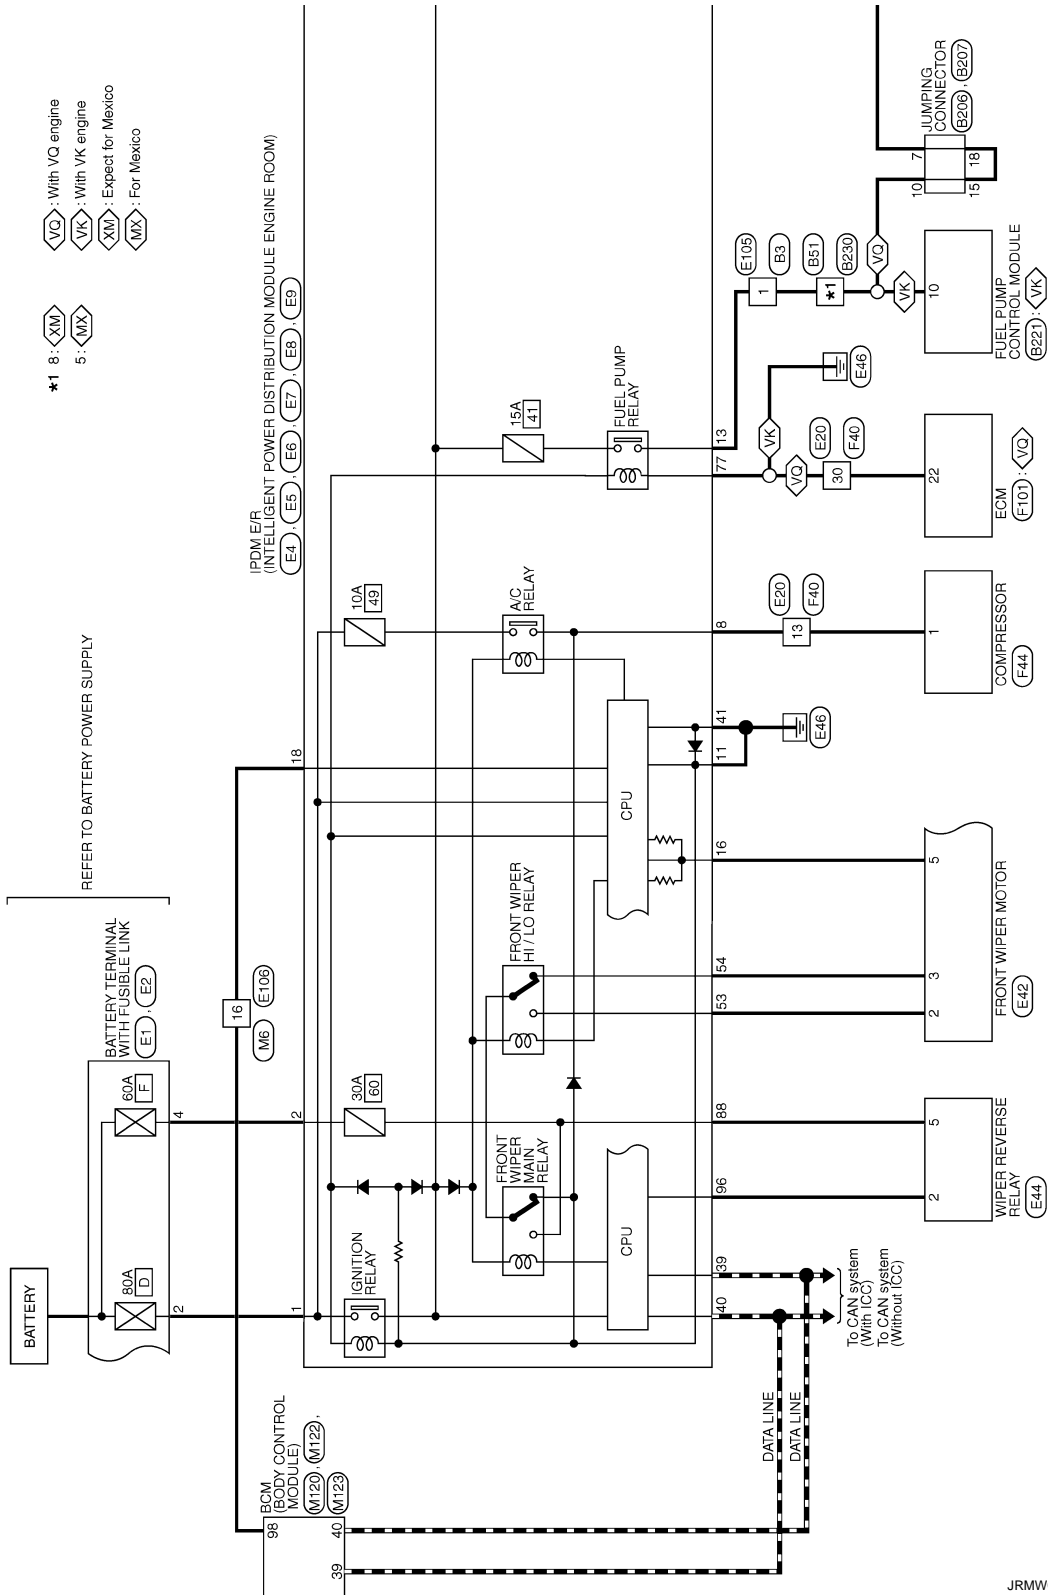 VQ : With VQ engine
VK : With VK engine
XM : Expect for Mexico
MX : For Mexico
*1 8 : XM
5 : MX
REFER TO BATTERY POWER SUPPLY
BATTERY
BATTERY TERMINAL
WITH FUSIBLE LINK
E1 , E2
80A
D
60A
F
2
4
BCM
(BODY CONTROL
MODULE)
M120 , M122 ,
M123
98
39
40
16
M6
E106
IPDM E/R
(INTELLIGENT POWER DISTRIBUTION MODULE ENGINE ROOM)
E4 , E5 , E6 , E7 , E8 , E9
1
2
18
IGNITION
RELAY
30A
60
10A
49
15A
41
FRONT
WIPER
MAIN
RELAY
FRONT WIPER
HI / LO RELAY
A/C
RELAY
FUEL PUMP
RELAY
CPU
CPU
40
39
96
88
53
54
16
11
41
8
77
13
DATA LINE
DATA LINE
To CAN system
(With ICC)
To CAN system
(Without ICC)
E46
E20
13
F40
VQ
VK
E46
E20
30
F40
E105
1
B3
B51
*1
B230
VQ
VK
2
5
WIPER REVERSE
RELAY
E44
2
3
5
FRONT WIPER MOTOR
E42
1
COMPRESSOR
F44
22
ECM
F101 : VQ
10
FUEL PUMP
CONTROL MODULE
B221 : VK
10
7
15
18
JUMPING
CONNECTOR
B206 , B207
JRMW